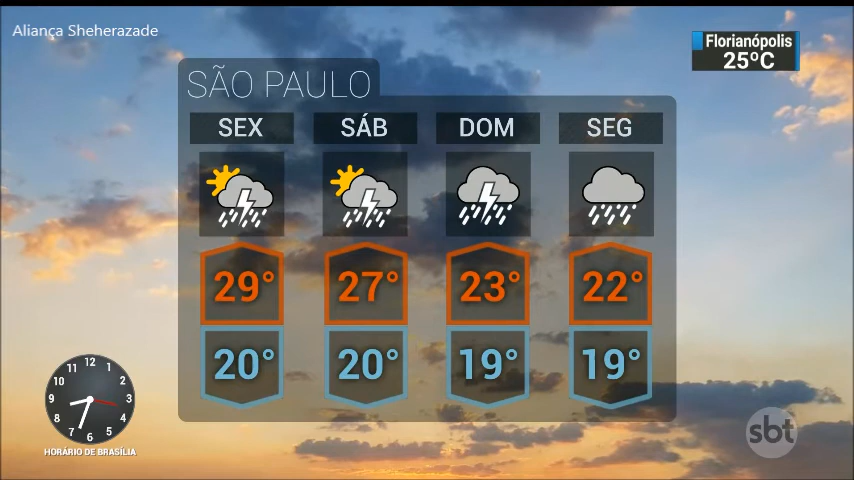 Aliança Sheherazade
Florianópolis
25ºC
SÃO PAULO
SEX SÁB DOM SEG
29° 27° 23° 22°
20° 20° 19° 19°
12
11 1
10 2
9 3
8 4
7 5
6
HORÁRIO DE BRASÍLIA
sbt